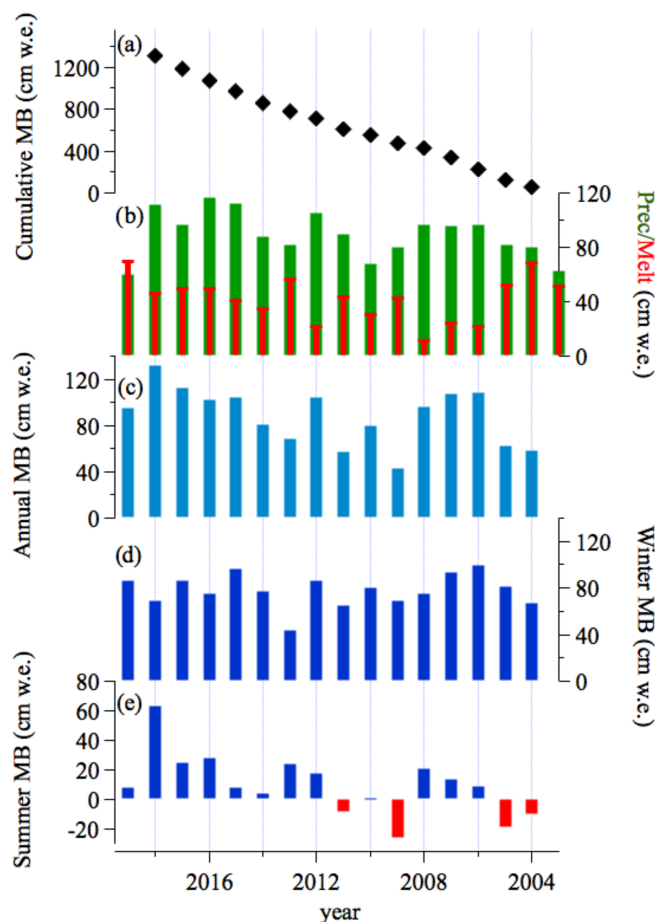 (a)
Cumulative MB (cm w.e.)
1200
800
400
0
(b)
Prec/Melt (cm w.e.)
120
80
40
0
(c)
Annual MB (cm w.e.)
120
80
40
0
(d)
Winter MB (cm w.e.)
120
80
40
0
(e)
Summer MB (cm w.e.)
80
60
40
20
0
-20
2016 2012 2008 2004
year